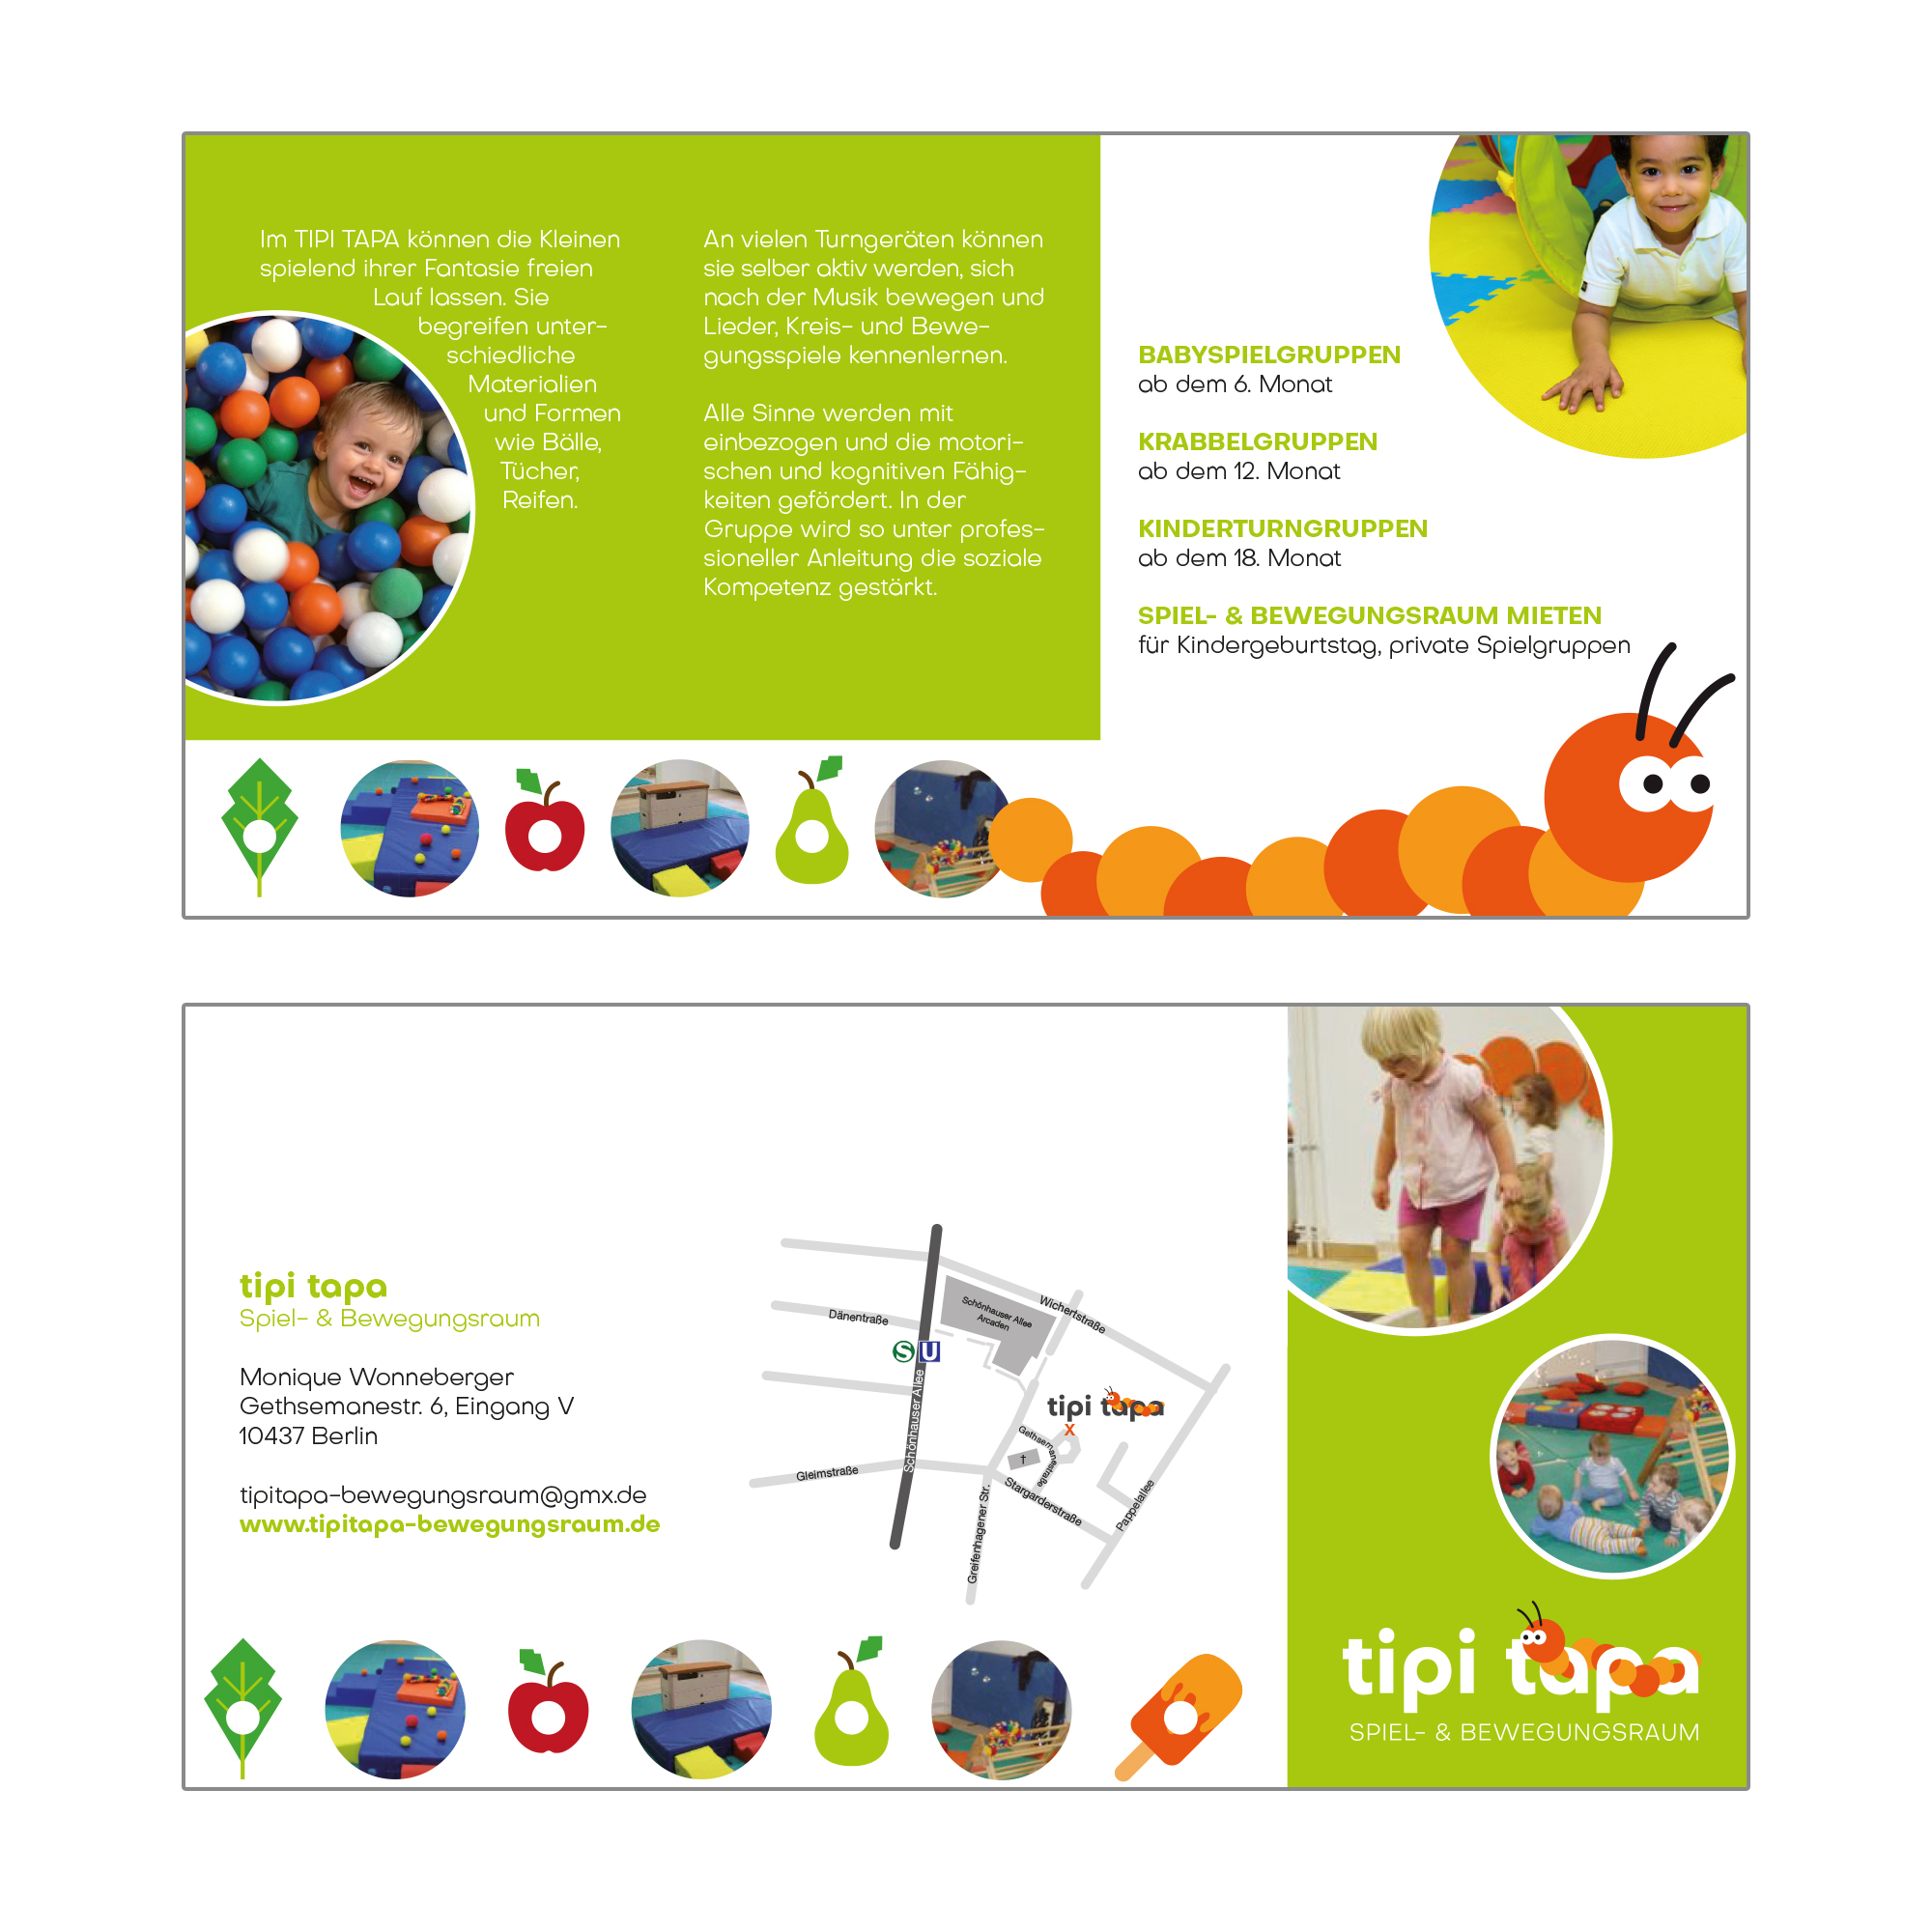 Im TIPI TAPA können die Kleinen
spielend ihrer Fantasie freien
Lauf lassen. Sie
begreifen unter-
schiedliche
Materialien
und Formen
wie Bälle,
Tücher,
Reifen.
An vielen Turngeräten können
sie selber aktiv werden, sich
nach der Musik bewegen und
Lieder, Kreis- und Bewe-
gungsspiele kennenlernen.
Alle Sinne werden mit
einbezogen und die motori-
schen und kognitiven Fähig-
keiten gefördert. In der
Gruppe wird so unter profes-
sioneller Anleitung die soziale
Kompetenz gestärkt.
BABYSPIELGRUPPEN
ab dem 6. Monat
KRABBELGRUPPEN
ab dem 12. Monat
KINDERTURNGRUPPEN
ab dem 18. Monat
SPIEL- & BEWEGUNGSRAUM MIETEN
für Kindergeburtstag, private Spielgruppen
tipi tapa
Spiel- & Bewegungsraum
Monique Wonneberger
Gethsemanestr. 6, Eingang V
10437 Berlin
tipitapa-bewegungsraum@gmx.de
www.tipitapa-bewegungsraum.de
Dänentraße
Schönhauser Allee
Arcaden
Wichertstraße
S U
Schönhauser Allee
tipi tapa
X
Gethsemanestraße
Gleimstraße
Stargarderstraße
Greifenhagener Str.
Pappelallee
tipi tapa
SPIEL- & BEWEGUNGSRAUM